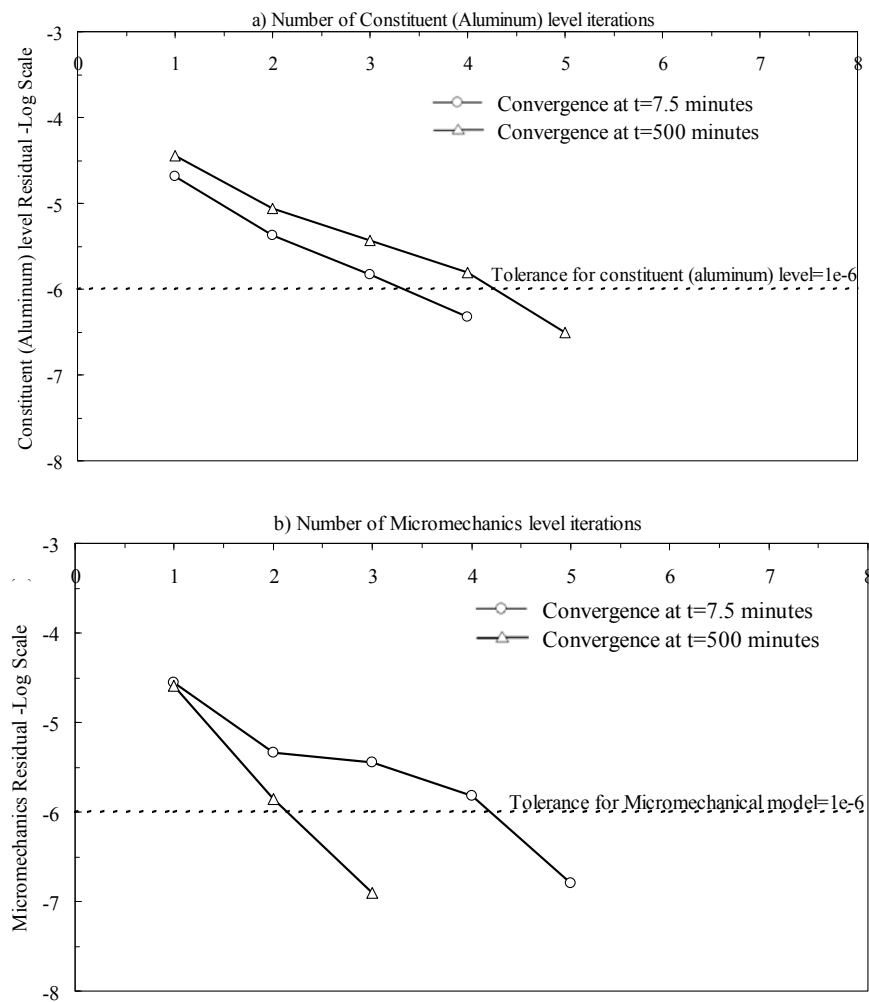 a) Number of Constituent (Aluminum) level iterations
-3
0 1 2 3 4 5 6 7 8
Convergence at t=7.5 minutes
-4
Convergence at t=500 minutes
Constituent (Aluminum) level Residual -Log Scale
-5
Tolerance for constituent (aluminum) level=1e-6
-6
-7
-8
b) Number of Micromechanics level iterations
-3
0 1 2 3 4 5 6 7 8
Convergence at t=7.5 minutes
-4
Convergence at t=500 minutes
Micromechanics Residual -Log Scale
-5
Tolerance for Micromechanical model=1e-6
-6
-7
-8